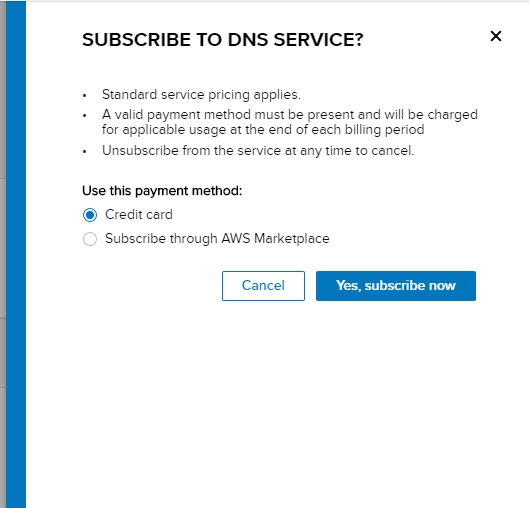 SUBSCRIBE TO DNS SERVICE?
• Standard service pricing applies.
• A valid payment method must be present and will be charged
for applicable usage at the end of each billing period
• Unsubscribe from the service at any time to cancel.
Use this payment method:
Credit card
Subscribe through AWS Marketplace
Cancel
Yes, subscribe now